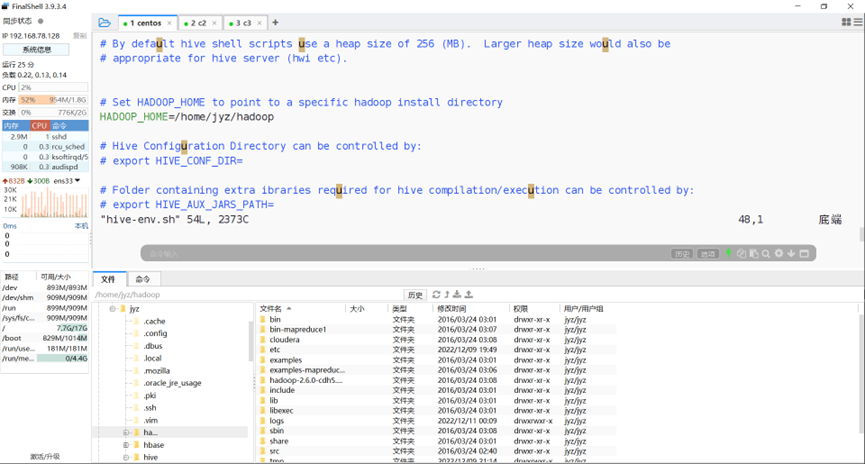 FinalShell 3.9.3.4
同步状态
1 centos
2 c2
3 c3
IP 192.168.78.128
复制
系统信息
运行 25 分
负载 0.22, 0.13, 0.14
CPU 2%
内存 52% 954M/1.8G
交换 0% 776K/2G
内存 CPU 命令
2.9M 1 sshd
0 0.3 rcu_sched
0 0.3 ksoftirqd/5
908K 0.3 audispd
832B 300B ens33
30K
21K
10K
0ms 本机
0
0
0
路径 可用/大小
/dev 893M/893M
/dev/shm 909M/909M
/run 899M/909M
/sys/fs/c... 909M/909M
/ 7.7G/17G
/boot 829M/1014M
/run/use... 181M/181M
/run/me... 0/4.4G
激活/升级
# By default hive shell scripts use a heap size of 256 (MB).  Larger heap size would also be
# appropriate for hive server (hwi etc).
# Set HADOOP_HOME to point to a specific hadoop install directory
HADOOP_HOME=/home/jyz/hadoop
# Hive Configuration Directory can be controlled by:
# export HIVE_CONF_DIR=
# Folder containing extra ibraries required for hive compilation/execution can be controlled by:
# export HIVE_AUX_JARS_PATH=
"hive-env.sh" 54L, 2373C 48,1 底端
命令输入
历史 选项
文件 命令
/home/jyz/hadoop
历史
jyz
.cache
.config
.dbus
.local
.mozilla
.oracle_jre_usage
.pki
.ssh
.vim
ha...
hbase
hive
文件名 大小 类型 修改时间 权限 用户/用户组
bin 文件夹 2016/03/24 03:01 drwxr-xr-x jyz/jyz
bin-mapreduce1 文件夹 2016/03/24 03:07 drwxr-xr-x jyz/jyz
cloudera 文件夹 2016/03/24 03:08 drwxr-xr-x jyz/jyz
etc 文件夹 2022/12/09 19:49 drwxr-xr-x jyz/jyz
examples 文件夹 2016/03/24 03:01 drwxr-xr-x jyz/jyz
examples-mapreduc... 文件夹 2016/03/24 03:06 drwxr-xr-x jyz/jyz
hadoop-2.6.0-cdh5.... 文件夹 2016/03/24 03:08 drwxr-xr-x jyz/jyz
include 文件夹 2016/03/24 03:01 drwxr-xr-x jyz/jyz
lib 文件夹 2016/03/24 03:01 drwxr-xr-x jyz/jyz
libexec 文件夹 2016/03/24 03:01 drwxr-xr-x jyz/jyz
logs 文件夹 2022/12/11 00:09 drwxrwxr-x jyz/jyz
sbin 文件夹 2016/03/24 03:08 drwxr-xr-x jyz/jyz
share 文件夹 2016/03/24 03:01 drwxr-xr-x jyz/jyz
src 文件夹 2016/03/24 02:40 drwxr-xr-x jyz/jyz
tmp 文件夹 2022/12/09 21:14 drwxrwxr-x jyz/jyz